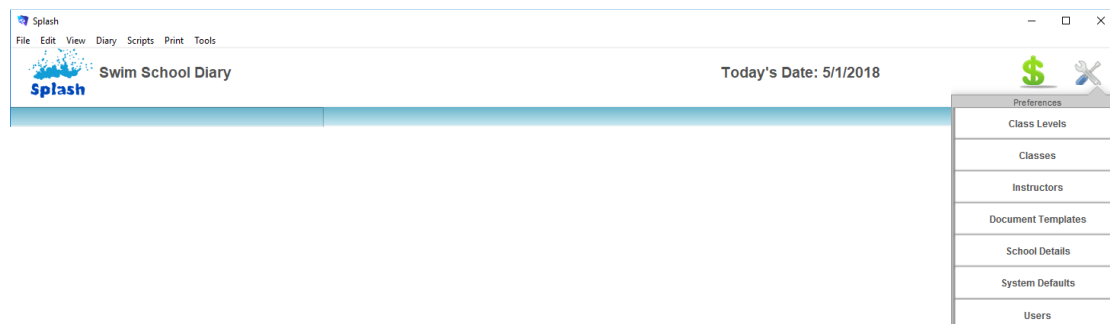 Splash
File Edit View Diary Scripts Print Tools
Splash
Swim School Diary
Today's Date: 5/1/2018
$
Preferences
Class Levels
Classes
Instructors
Document Templates
School Details
System Defaults
Users